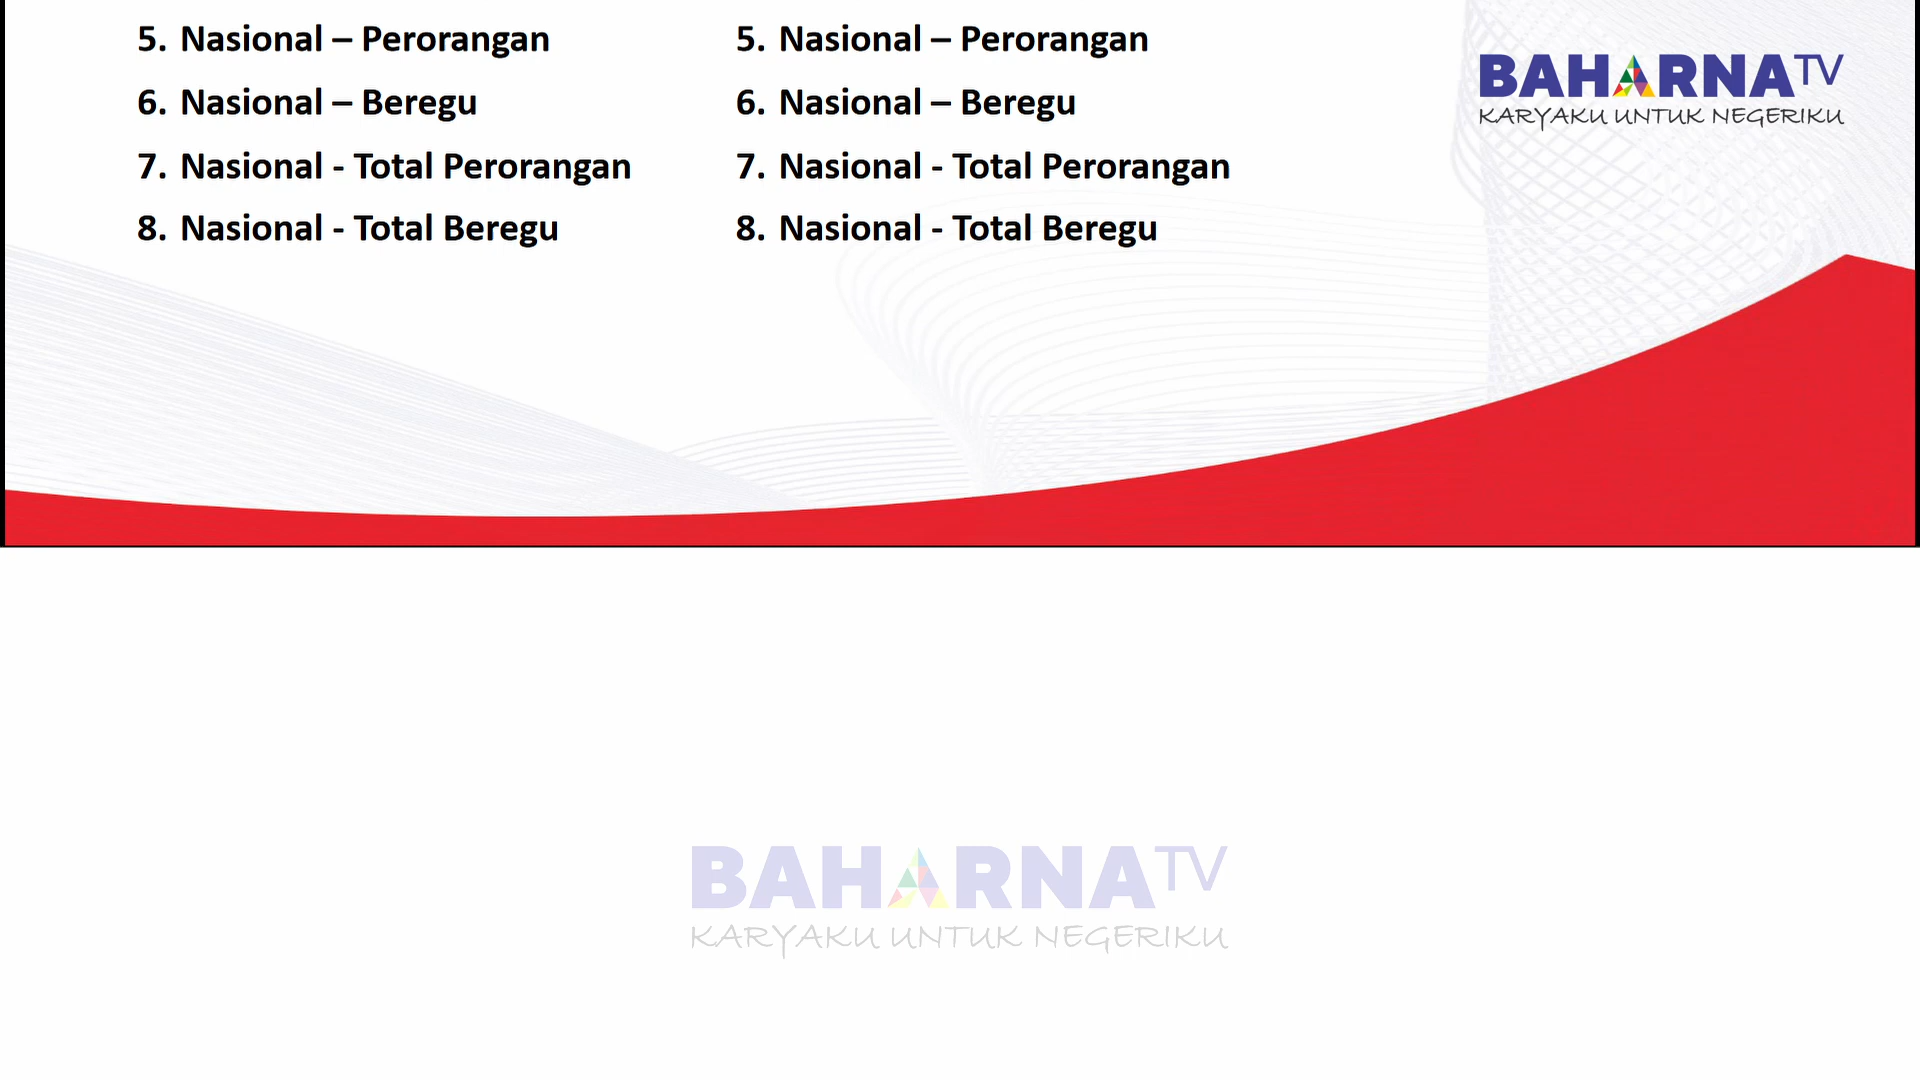 5. Nasional – Perorangan
6. Nasional – Beregu
7. Nasional - Total Perorangan
8. Nasional - Total Beregu
5. Nasional – Perorangan
6. Nasional – Beregu
7. Nasional - Total Perorangan
8. Nasional - Total Beregu
BAHARNATV
KARYAKU UNTUK NEGERIKU
BAHARNATV
KARYAKU UNTUK NEGERIKU